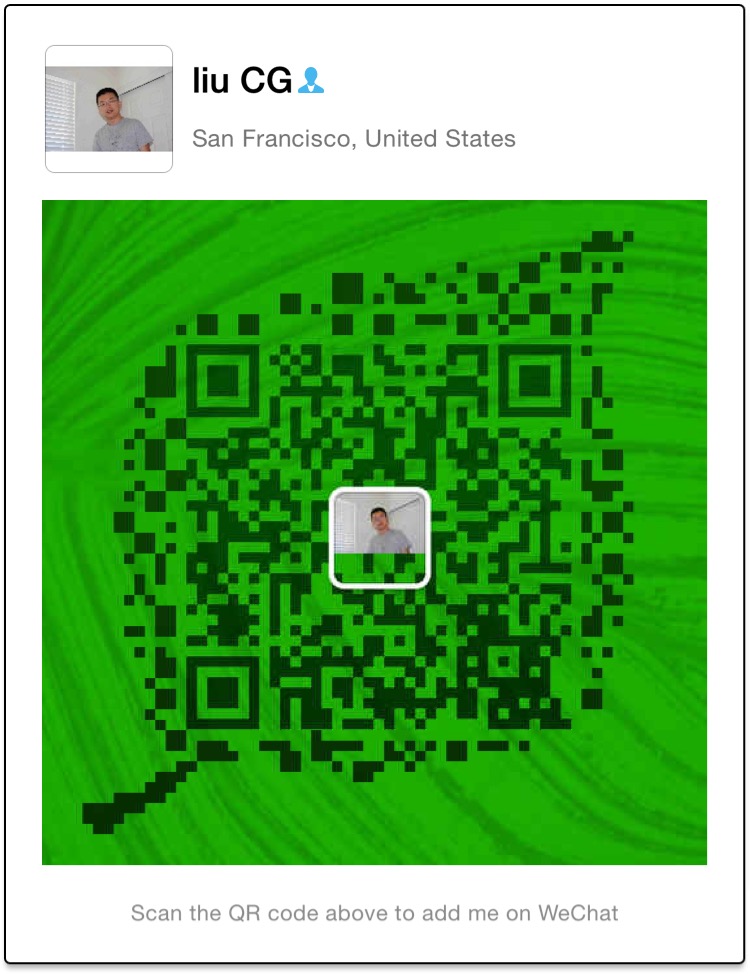 liu CG
San Francisco, United States
Scan the QR code above to add me on WeChat